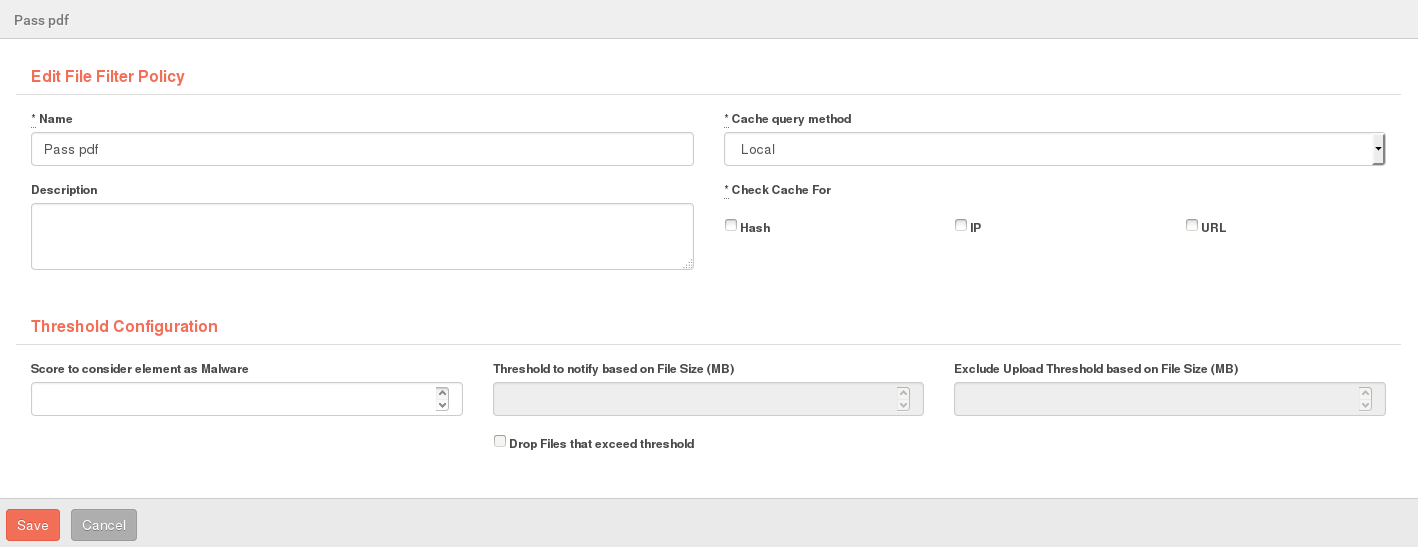 Pass pdf
Edit File Filter Policy
* Name
* Cache query method
Pass pdf
Local
Description
* Check Cache For
Hash
IP
URL
Threshold Configuration
Score to consider element as Malware
Threshold to notify based on File Size (MB)
Exclude Upload Threshold based on File Size (MB)
Drop Files that exceed threshold
Save
Cancel